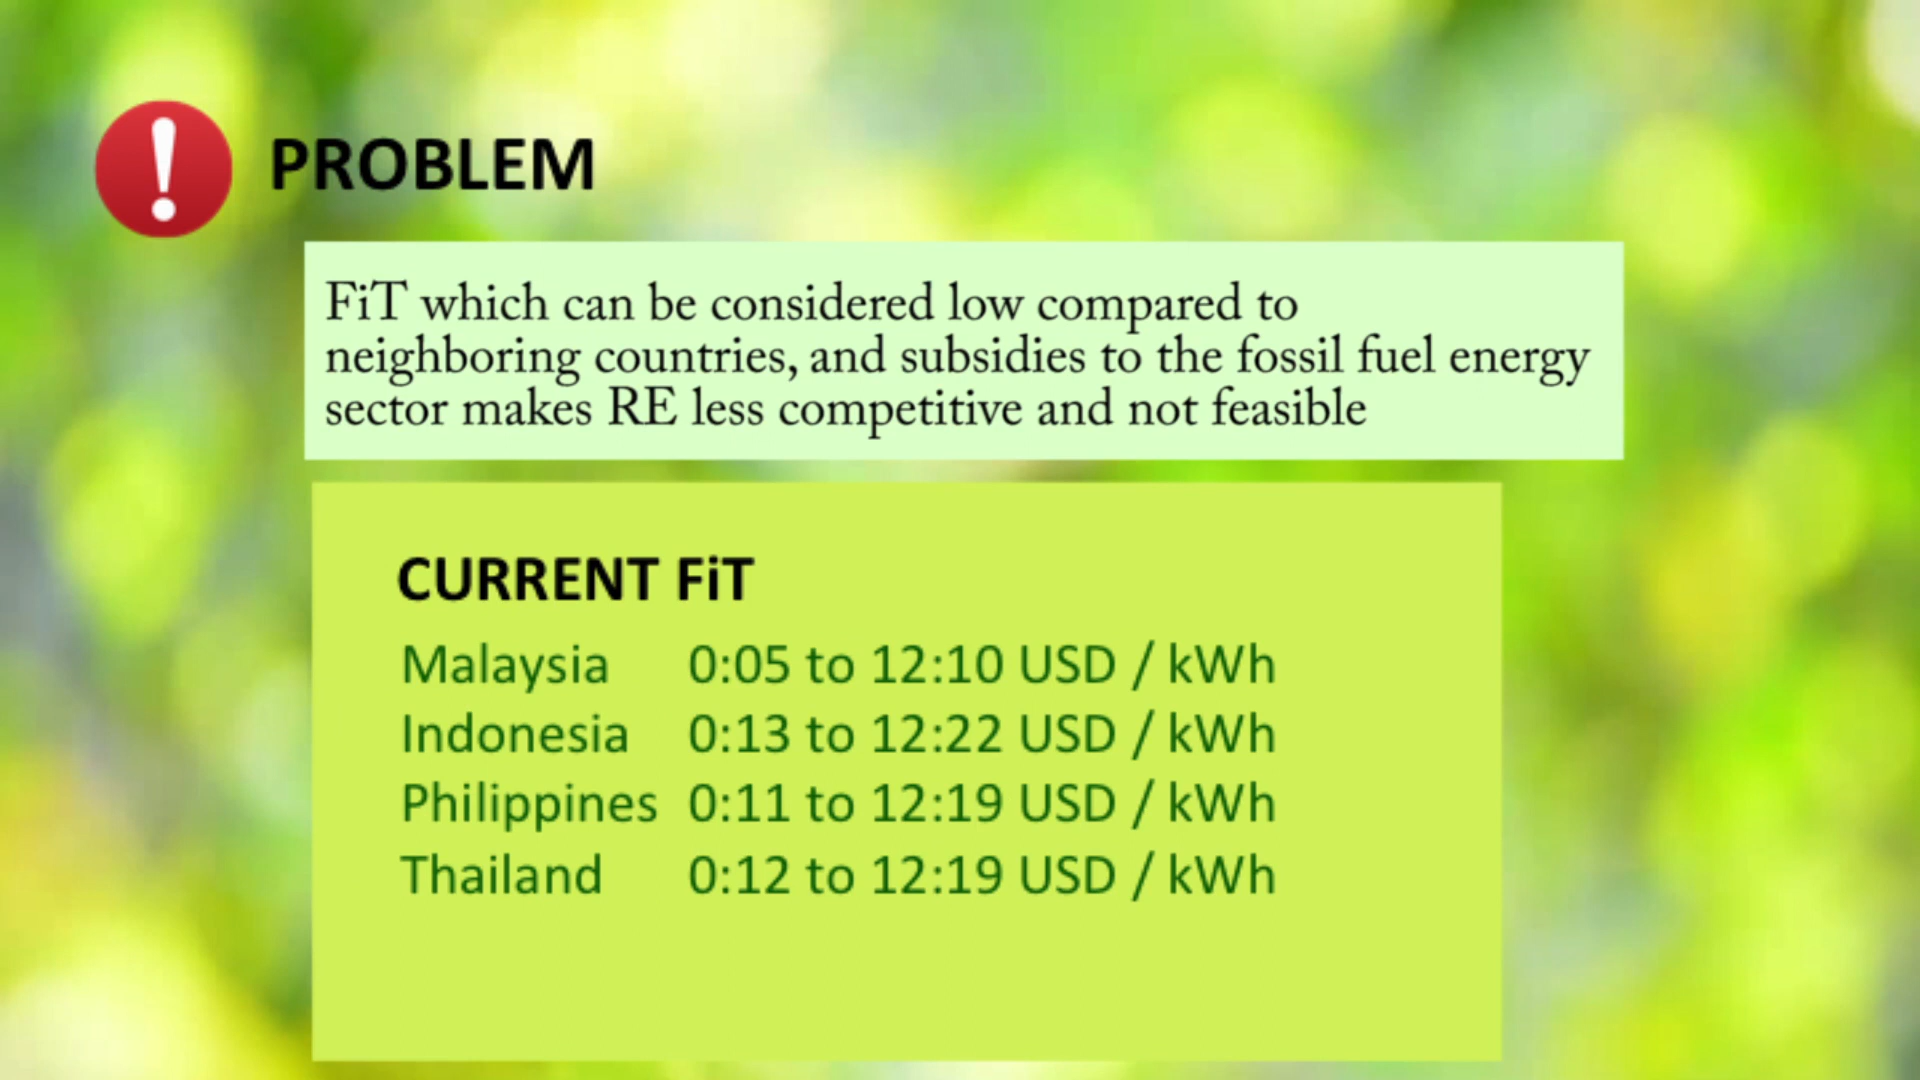 PROBLEM
FiT which can be considered low compared to
neighboring countries, and subsidies to the fossil fuel energy
sector makes RE less competitive and not feasible
CURRENT FiT
Malaysia 0:05 to 12:10 USD / kWh
Indonesia 0:13 to 12:22 USD / kWh
Philippines 0:11 to 12:19 USD / kWh
Thailand 0:12 to 12:19 USD / kWh